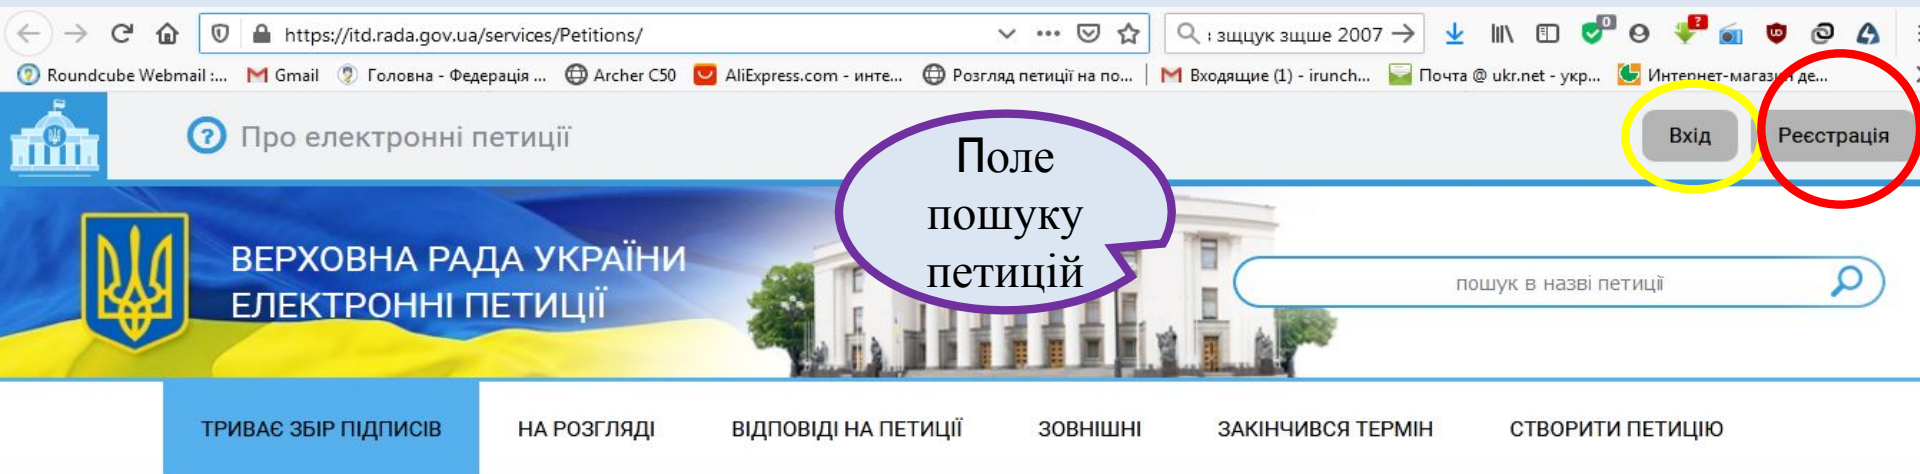 https://itd.rada.gov.ua/services/Petitions/
: зщцук зщше 2007
0
?
Roundcube Webmail :...
Gmail
Головна - Федерація ...
Archer C50
AliExpress.com - инте...
Розгляд петиції на по...
Входящие (1) - irunch...
Почта @ ukr.net - укр...
Интернет-магазин де...
? Про електронні петиції
Вхід
Реєстрація
Поле
пошуку
петицій
ВЕРХОВНА РАДА УКРАЇНИ
ЕЛЕКТРОННІ ПЕТИЦІЇ
пошук в назві петиції
ТРИВАЄ ЗБІР ПІДПИСІВ
НА РОЗГЛЯДІ
ВІДПОВІДІ НА ПЕТИЦІЇ
ЗОВНІШНІ
ЗАКІНЧИВСЯ ТЕРМІН
СТВОРИТИ ПЕТИЦІЮ